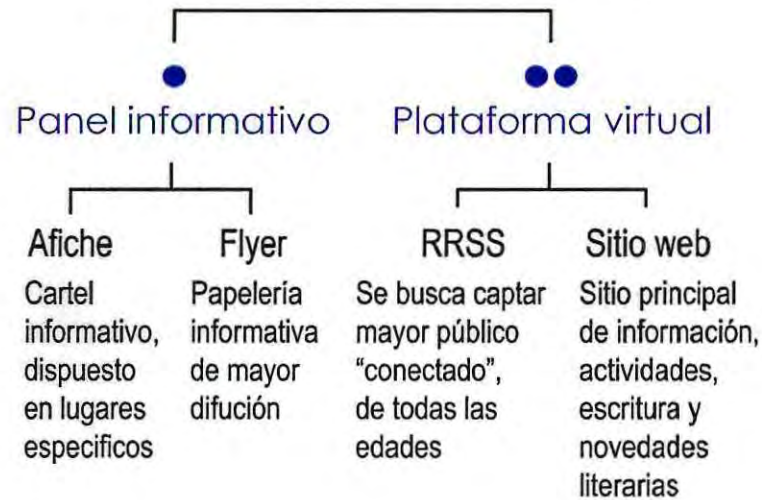 Panel informativo
Plataforma virtual
Afiche
Cartel
informativo,
dispuesto
en lugares
especificos
Flyer
Papelería
informativa
de mayor
difución
RRSS
Se busca captar
mayor público
“conectado”,
de todas las
edades
Sitio web
Sitio principal
de información,
actividades,
escritura y
novedades
literarias